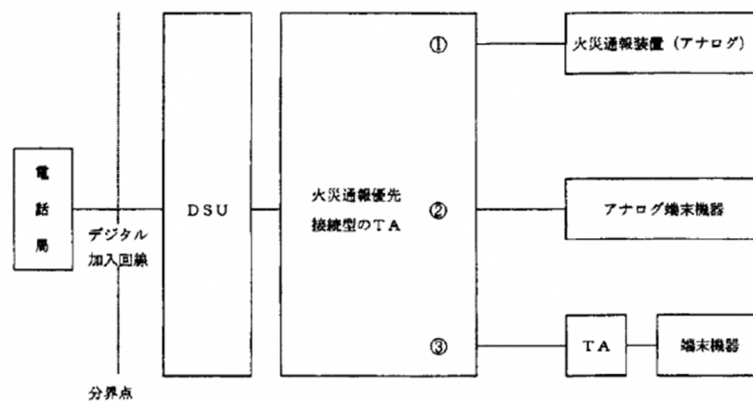 電話局
デジタル
加入回線
分界点
DSU
火災通報優先
接続型のTA
①
火災通報装置（アナログ）
②
アナログ端末機器
③
TA
端末機器